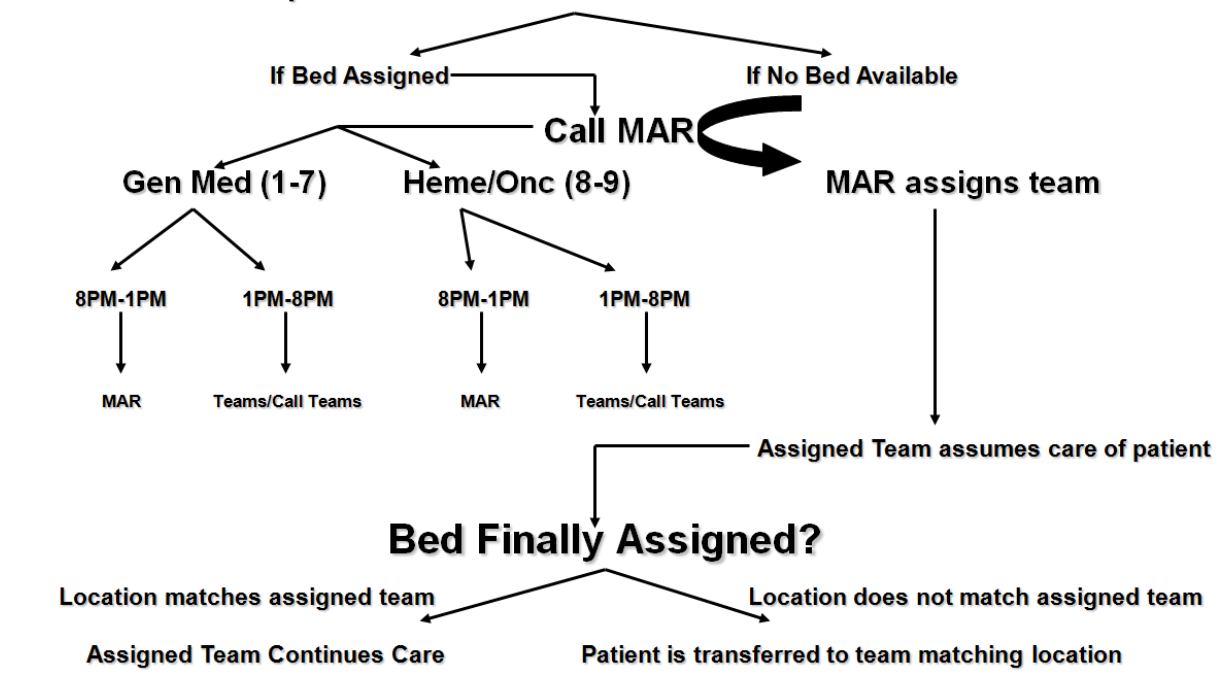 If Bed Assigned
If No Bed Available
Call MAR
Gen Med (1-7)
Heme/Onc (8-9)
MAR assigns team
8PM-1PM
1PM-8PM
8PM-1PM
1PM-8PM
MAR
Teams/Call Teams
MAR
Teams/Call Teams
Assigned Team assumes care of patient
Bed Finally Assigned?
Location matches assigned team
Location does not match assigned team
Assigned Team Continues Care
Patient is transferred to team matching location